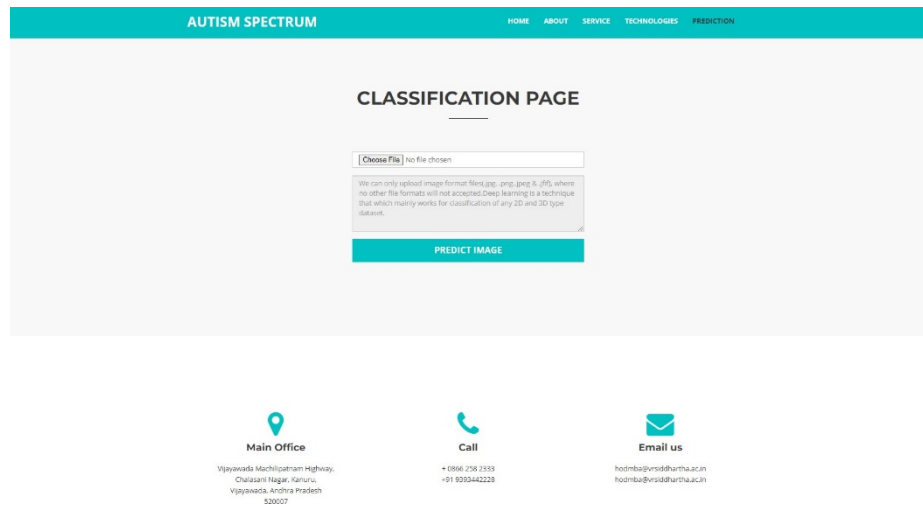 AUTISM SPECTRUM
HOME ABOUT SERVICE TECHNOLOGIES PREDICTION
CLASSIFICATION PAGE
Choose File No file chosen
We can only upload image format files(.jpg, .png,.jpeg & .jfif), where
no other file formats will not accepted.Deep learning is a technique
that which mainly works for classification of any 2D and 3D type
dataset.
PREDICT IMAGE
Main Office
Vijayawada Machilipatnam Highway,
Chalasani Nagar, Kanuru,
Vijayawada, Andhra Pradesh
520007
Call
+ 0866 258 2333
+91 9393442228
Email us
hodmba@vrsiddhartha.ac.in
hodmba@vrsiddhartha.ac.in